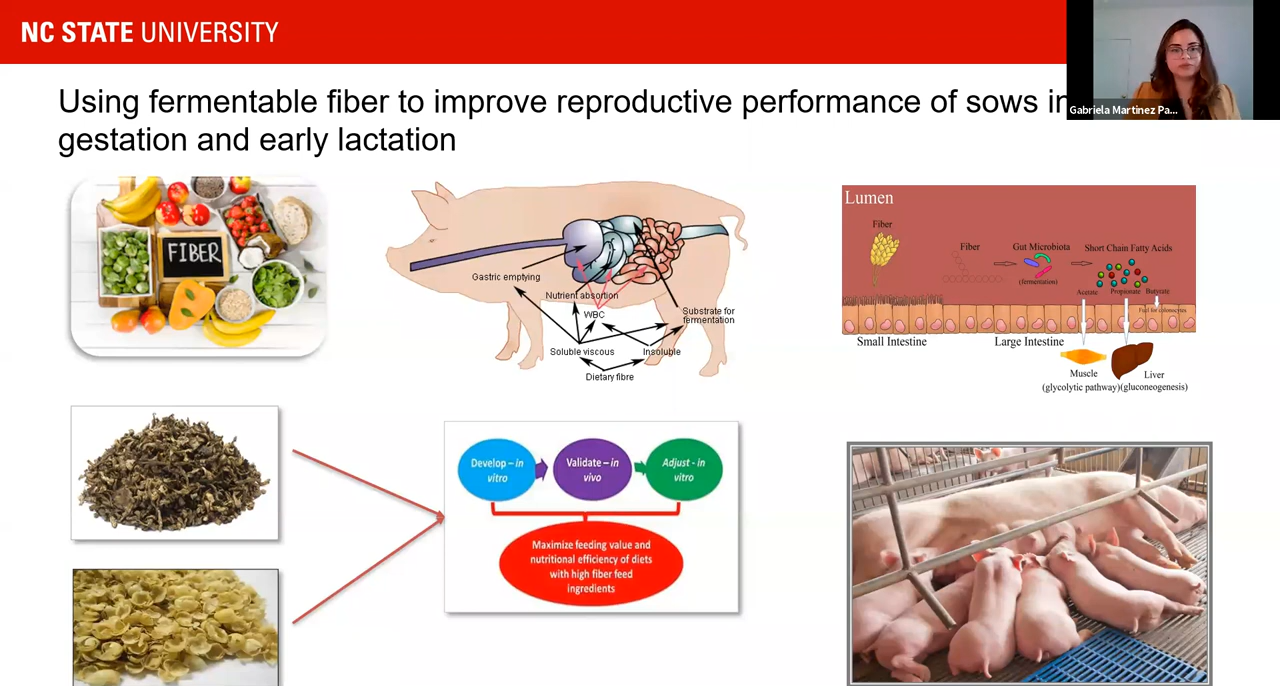 NC STATE UNIVERSITY
Gabriela Martinez Pa...
Using fermentable fiber to improve reproductive performance of sows in
gestation and early lactation
FIBER
Gastric emptying
Nutrient absortion
WBC
Substrate for
fermentation
Soluble viscous
Insoluble
Dietary fibre
Lumen
Fiber
Fiber
Gut Microbiota
(fermentation)
Short Chain Fatty Acids
Acetate
Propionate
Butyrate
Fuel for colonocytes
Small Intestine
Large Intestine
Muscle
(glycolytic pathway)
Liver
(gluconeogenesis)
Develop – in
vitro
Validate – in
vivo
Adjust - in
vitro
Maximize feeding value and
nutritional efficiency of diets
with high fiber feed
ingredients